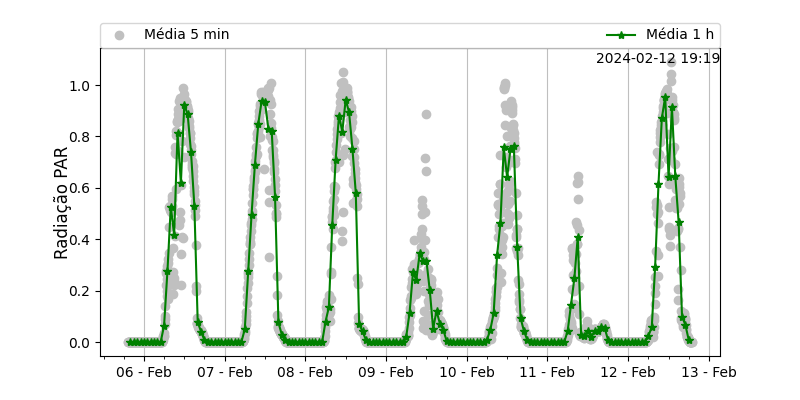 Média 5 min
Média 1 h
2024-02-12 19:19
Radiação PAR
1.0
0.8
0.6
0.4
0.2
0.0
06 - Feb
07 - Feb
08 - Feb
09 - Feb
10 - Feb
11 - Feb
12 - Feb
13 - Feb